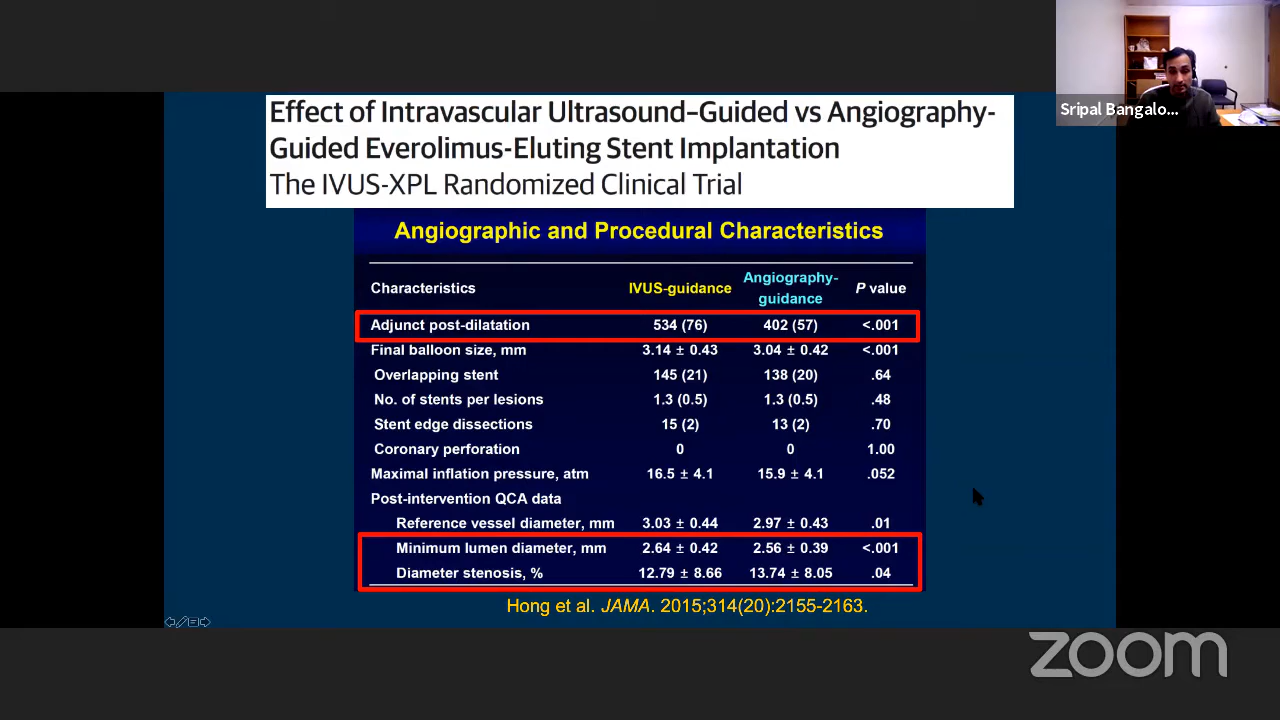 Sripal Bangalo...
Effect of Intravascular Ultrasound–Guided vs Angiography-
Guided Everolimus-Eluting Stent Implantation
The IVUS-XPL Randomized Clinical Trial
Angiographic and Procedural Characteristics
Characteristics IVUS-guidance Angiography-guidance P value
Adjunct post-dilatation 534 (76) 402 (57) <.001
Final balloon size, mm 3.14 ± 0.43 3.04 ± 0.42 <.001
Overlapping stent 145 (21) 138 (20) .64
No. of stents per lesions 1.3 (0.5) 1.3 (0.5) .48
Stent edge dissections 15 (2) 13 (2) .70
Coronary perforation 0 0 1.00
Maximal inflation pressure, atm 16.5 ± 4.1 15.9 ± 4.1 .052
Post-intervention QCA data
Reference vessel diameter, mm 3.03 ± 0.44 2.97 ± 0.43 .01
Minimum lumen diameter, mm 2.64 ± 0.42 2.56 ± 0.39 <.001
Diameter stenosis, % 12.79 ± 8.66 13.74 ± 8.05 .04
Hong et al. JAMA. 2015;314(20):2155-2163.
zoom